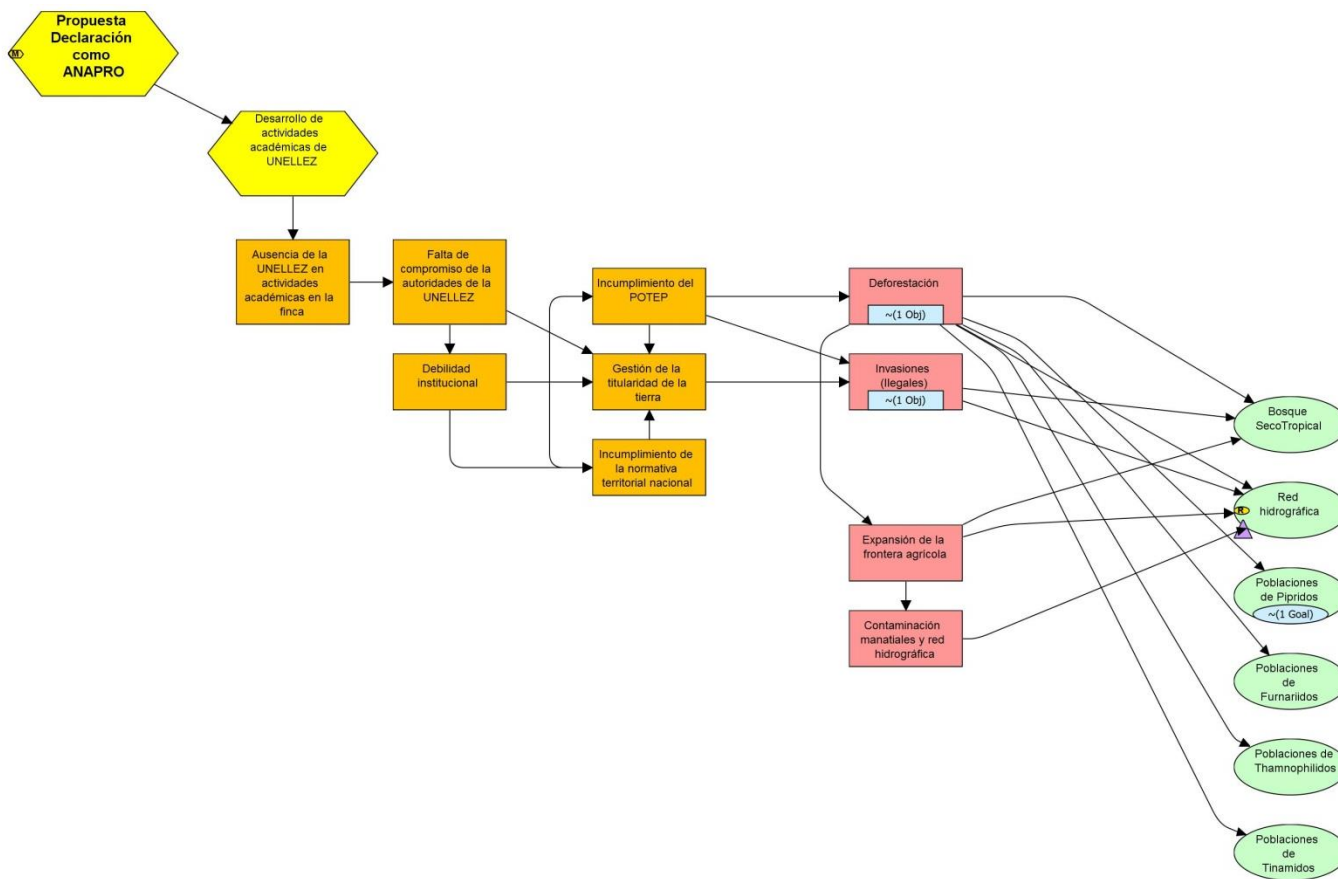 Propuesta
Declaración
como
ANAPRO
M
Desarrollo de
actividades
académicas de
UNELLEZ
Ausencia de la
UNELLEZ en
actividades
académicas en la
finca
Falta de
compromiso de la
autoridades de la
UNELLEZ
Debilidad
institucional
Incumplimiento del
POTEP
Gestión de la
titularidad de la
tierra
Incumplimiento de
la normativa
territorial nacional
Deforestación
~(1 Obj)
Invasiones
(Ilegales)
~(1 Obj)
Expansión de la
frontera agrícola
Contaminación
manatiales y red
hidrográfica
Bosque
SecoTropical
Red
hidrográfica
R
Poblaciones
de Pipridos
~(1 Goal)
Poblaciones
de
Furnariidos
Poblaciones de
Thamnophilidos
Poblaciones
de
Tinamidos